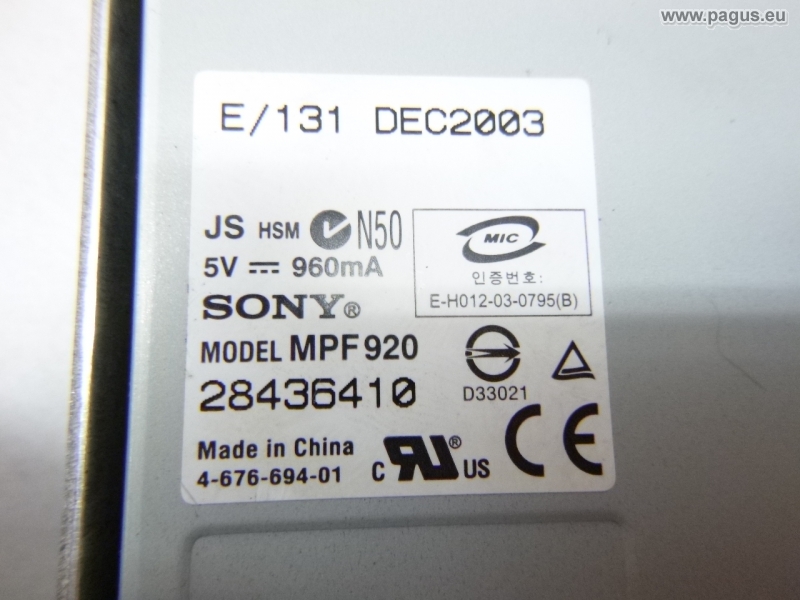 www.pagus.eu
E/131 DEC2003
JS HSM N50
5V ⎓ 960mA
MIC
인증번호:
E-H012-03-0795(B)
SONY®
MODEL MPF920
28436410
D33021
Made in China
4-676-694-01
C RU® US
CE